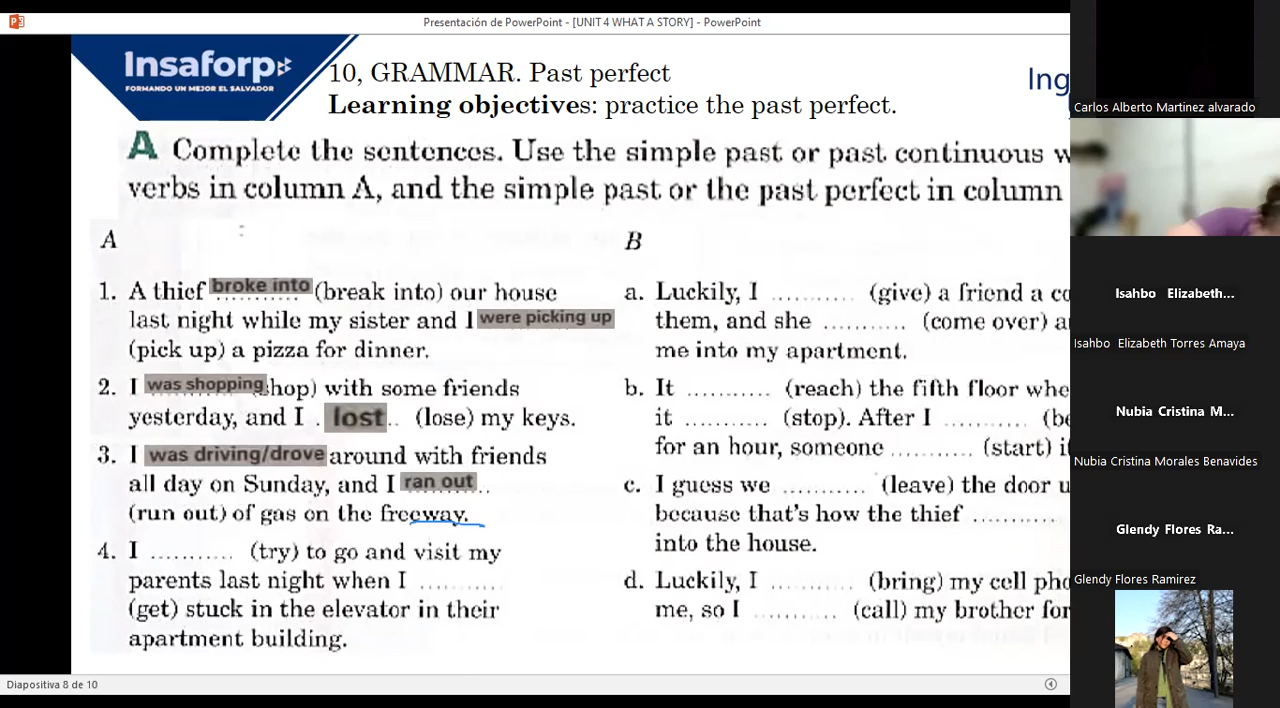 Presentación de PowerPoint - [UNIT 4 WHAT A STORY] - PowerPoint
Insaforp
FORMANDO UN MEJOR EL SALVADOR
10, GRAMMAR. Past perfect
Learning objectives: practice the past perfect.
Ing
A Complete the sentences. Use the simple past or past continuous w
verbs in column A, and the simple past or the past perfect in column
A
1. A thief broke into (break into) our house
last night while my sister and I were picking up
(pick up) a pizza for dinner.
2. I was shopping hop) with some friends
yesterday, and I . lost .. (lose) my keys.
3. I was driving/drove around with friends
all day on Sunday, and I ran out ..
(run out) of gas on the freeway.
4. I .......... (try) to go and visit my
parents last night when I ..........
(get) stuck in the elevator in their
apartment building.
B
a. Luckily, I .......... (give) a friend a co
them, and she .......... (come over) a
me into my apartment.
b. It .......... (reach) the fifth floor whe
it .......... (stop). After I .......... (be
for an hour, someone .......... (start) i
c. I guess we .......... (leave) the door u
because that's how the thief ..........
into the house.
d. Luckily, I .......... (bring) my cell pho
me, so I .......... (call) my brother for
Diapositiva 8 de 10
Carlos Alberto Martinez alvarado
Isahbo Elizabeth...
Isahbo Elizabeth Torres Amaya
Nubia Cristina M...
Nubia Cristina Morales Benavides
Glendy Flores Ra...
Glendy Flores Ramirez